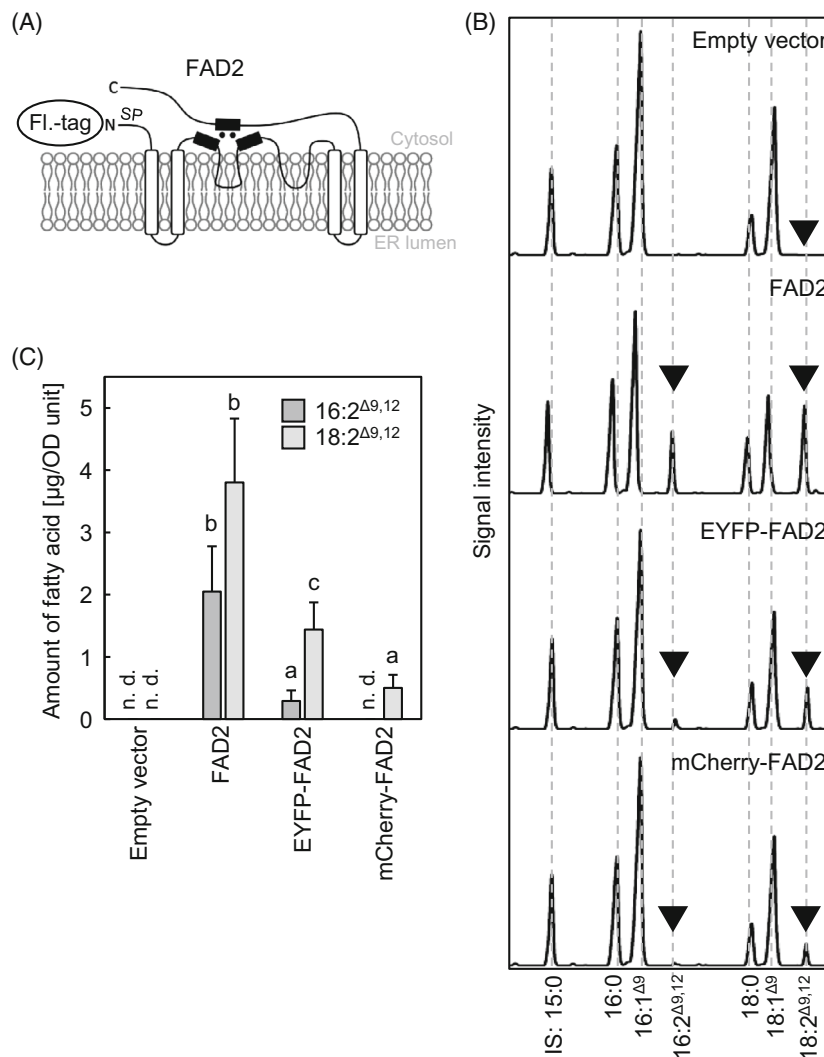 (A)
FAD2
C
Fl.-tag
N
SP
Cytosol
ER lumen
(B)
Empty vector
FAD2
EYFP-FAD2
mCherry-FAD2
Signal intensity
IS: 15:0
16:0
16:1Δ9
16:2Δ9,12
18:0
18:1Δ9
18:2Δ9,12
(C)
Amount of fatty acid [µg/OD unit]
5
4
3
2
1
0
16:2Δ9,12
18:2Δ9,12
n. d.
n. d.
b
b
a
c
n. d.
a
Empty vector
FAD2
EYFP-FAD2
mCherry-FAD2